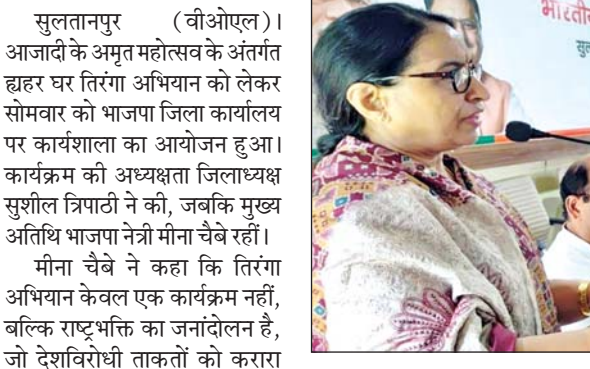 सुलतानपुर (वीओएल)।
आजादी के अमृत महोत्सव के अंतर्गत
ह्यहर घर तिरंगा अभियान को लेकर
सोमवार को भाजपा जिला कार्यालय
पर कार्यशाला का आयोजन हुआ।
कार्यक्रम की अध्यक्षता जिलाध्यक्ष
सुशील त्रिपाठी ने की, जबकि मुख्य
अतिथि भाजपा नेत्री मीना चैबे रहीं।
मीना चैबे ने कहा कि तिरंगा
अभियान केवल एक कार्यक्रम नहीं,
बल्कि राष्ट्रभक्ति का जनांदोलन है,
जो देशविरोधी ताकतों को करारा